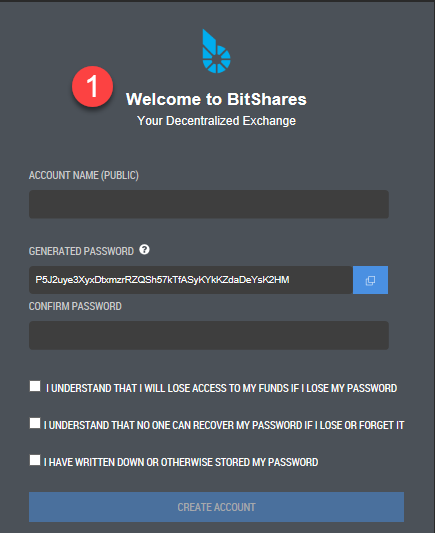 1
Welcome to BitShares
Your Decentralized Exchange
ACCOUNT NAME (PUBLIC)
GENERATED PASSWORD ?
P5J2uye3XyxDtxmzrRZQSh57kTfASyKYkKZdaDeYsK2HM
CONFIRM PASSWORD
I UNDERSTAND THAT I WILL LOSE ACCESS TO MY FUNDS IF I LOSE MY PASSWORD
I UNDERSTAND THAT NO ONE CAN RECOVER MY PASSWORD IF I LOSE OR FORGET IT
I HAVE WRITTEN DOWN OR OTHERWISE STORED MY PASSWORD
CREATE ACCOUNT